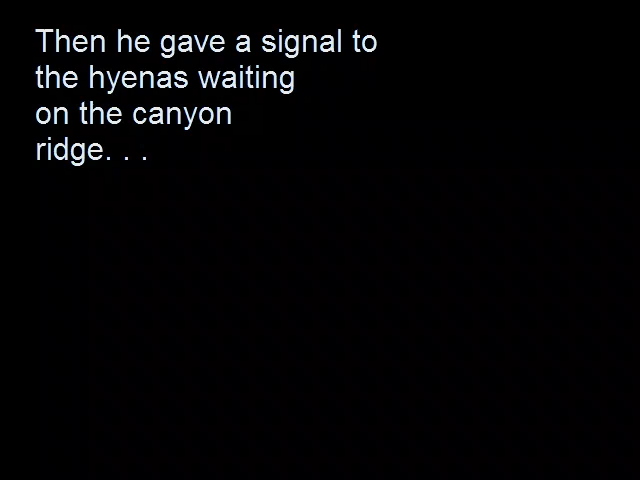 Then he gave a signal to
the hyenas waiting
on the canyon
ridge. . .